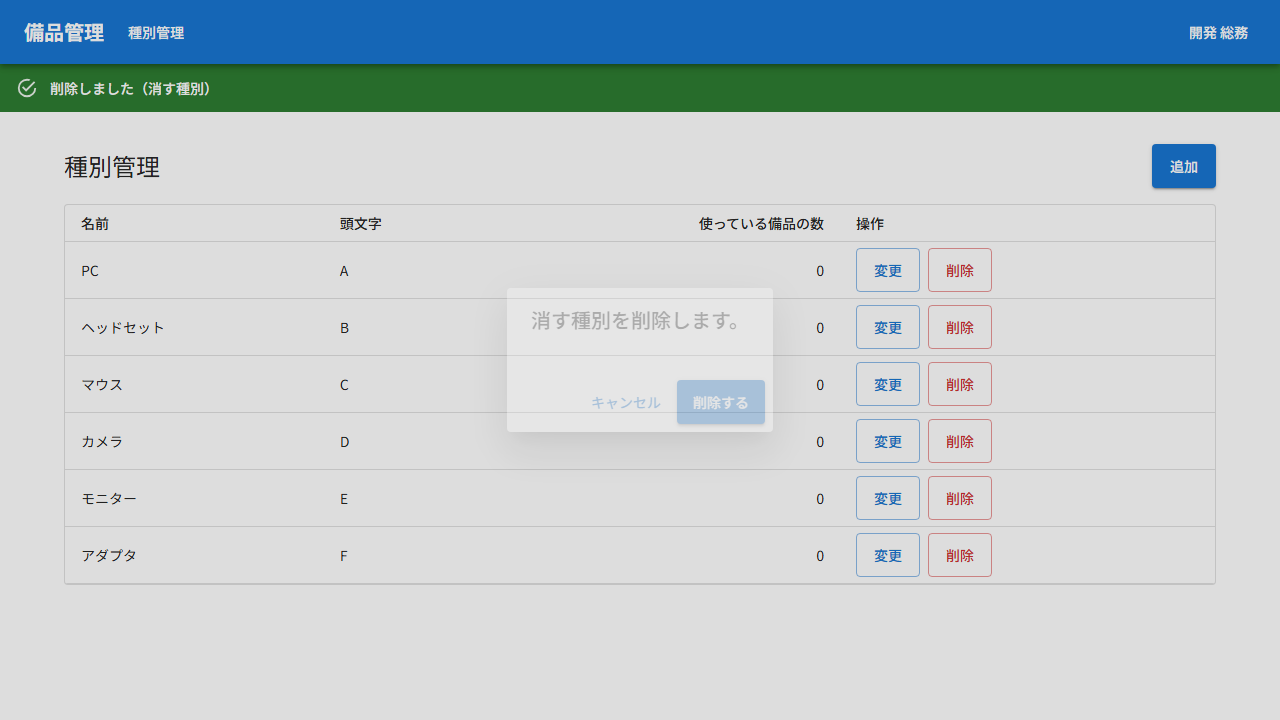 備品管理 種別管理 開発 総務
削除しました（消す種別）
種別管理 追加
名前 頭文字 使っている備品の数 操作
PC A 0 変更 削除
ヘッドセット B 0 変更 削除
マウス C 0 変更 削除
カメラ D 0 変更 削除
モニター E 0 変更 削除
アダプタ F 0 変更 削除
消す種別を削除します。
キャンセル 削除する